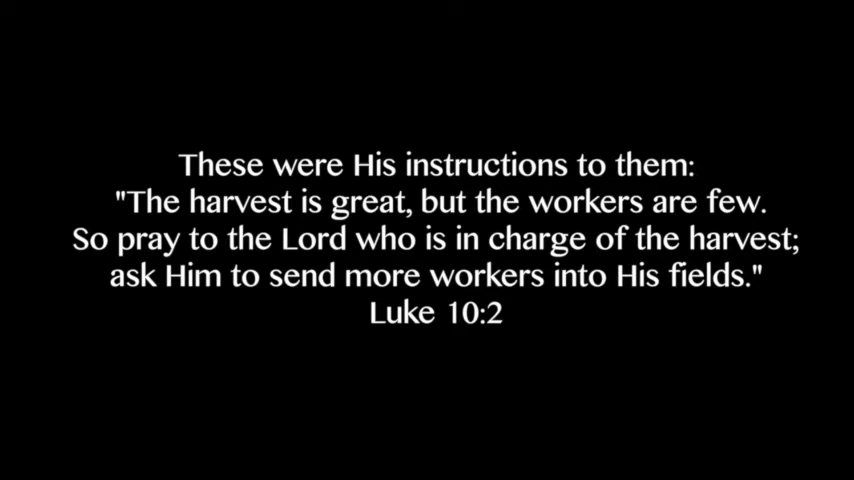 These were His instructions to them:
"The harvest is great, but the workers are few.
So pray to the Lord who is in charge of the harvest;
ask Him to send more workers into His fields."
Luke 10:2